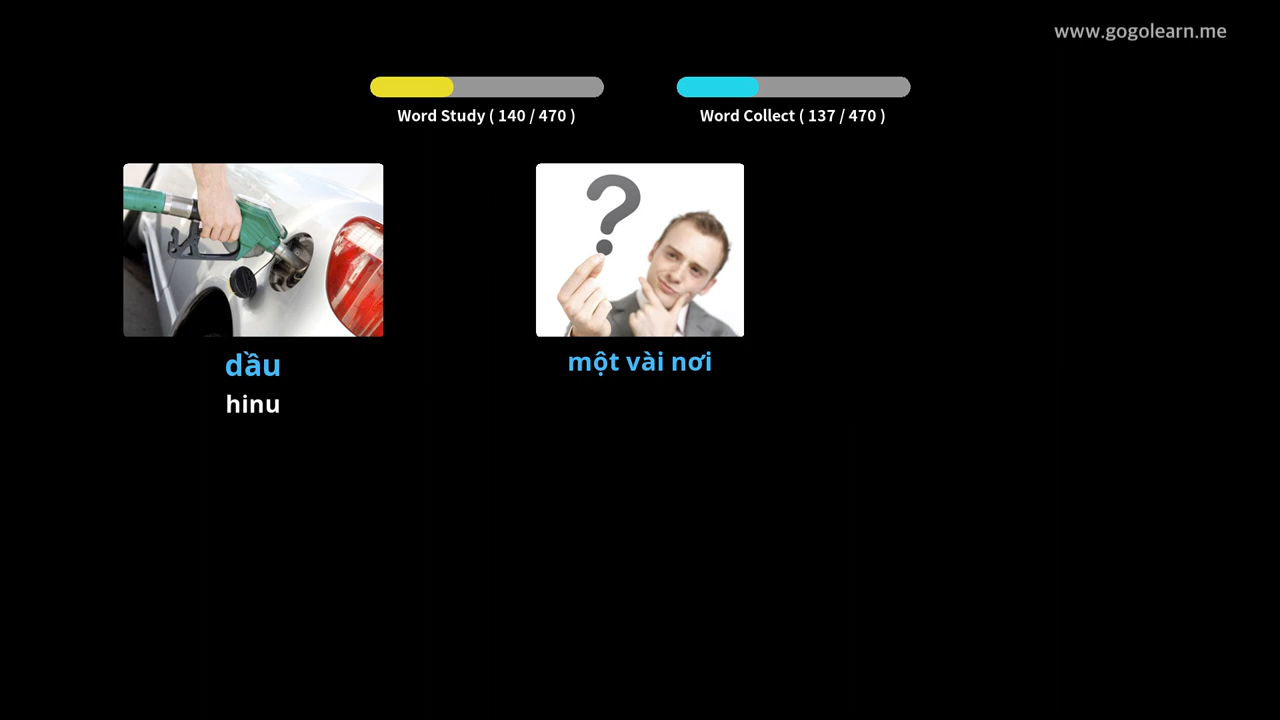 www.gogolearn.me
Word Study ( 140 / 470 )
Word Collect ( 137 / 470 )
dầu
hinu
một vài nơi